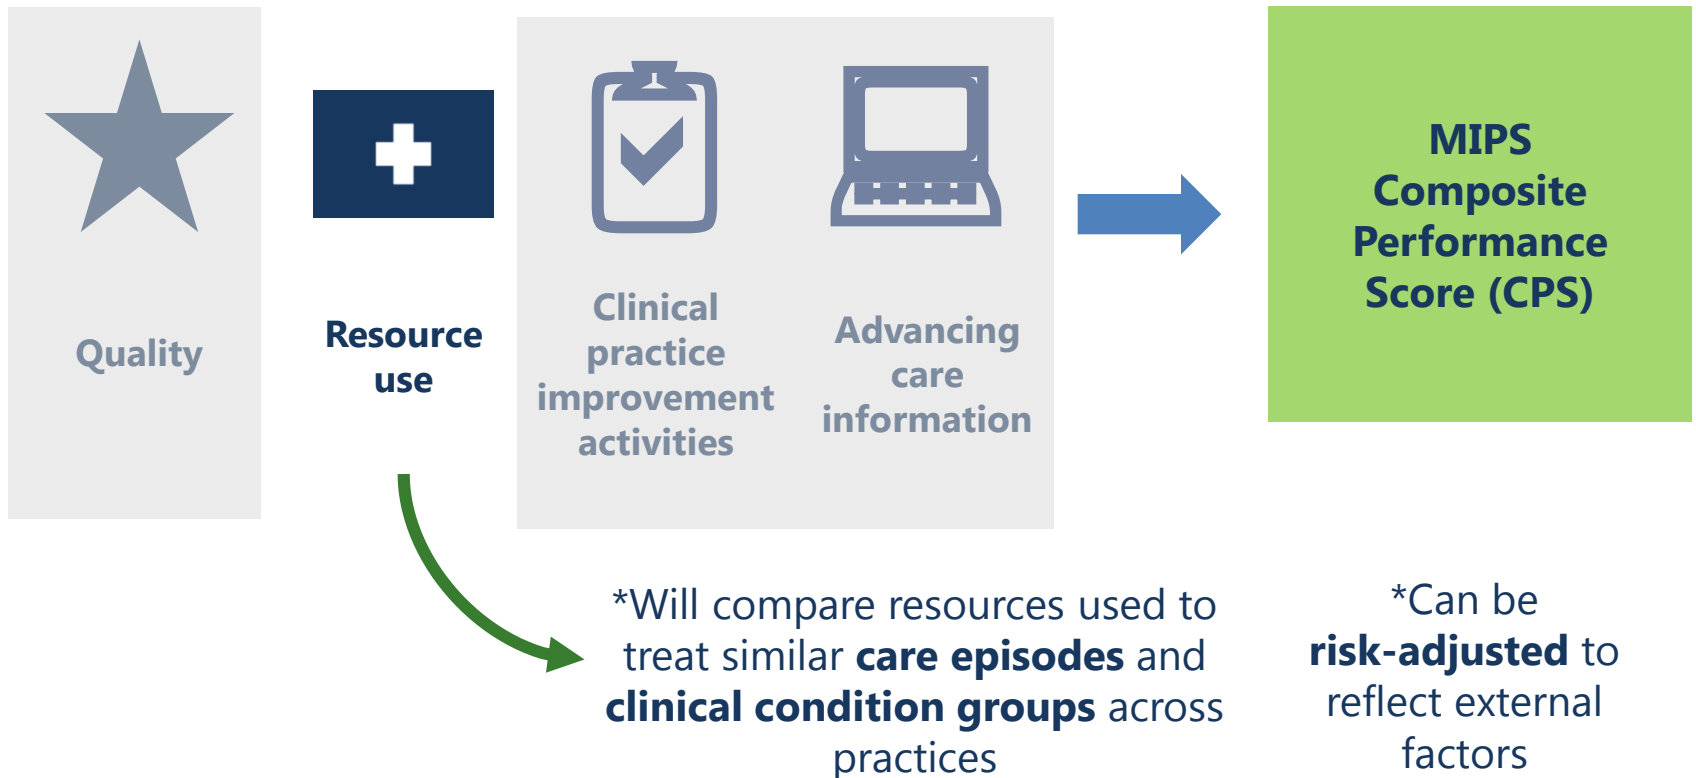 Quality
Resource
use
Clinical
practice
improvement
activities
Advancing
care
information
MIPS
Composite
Performance
Score (CPS)
*Will compare resources used to
treat similar care episodes and
clinical condition groups across
practices
*Can be
risk-adjusted to
reflect external
factors